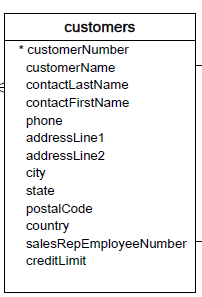 customers
* customerNumber
customerName
contactLastName
contactFirstName
phone
addressLine1
addressLine2
city
state
postalCode
country
salesRepEmployeeNumber
creditLimit